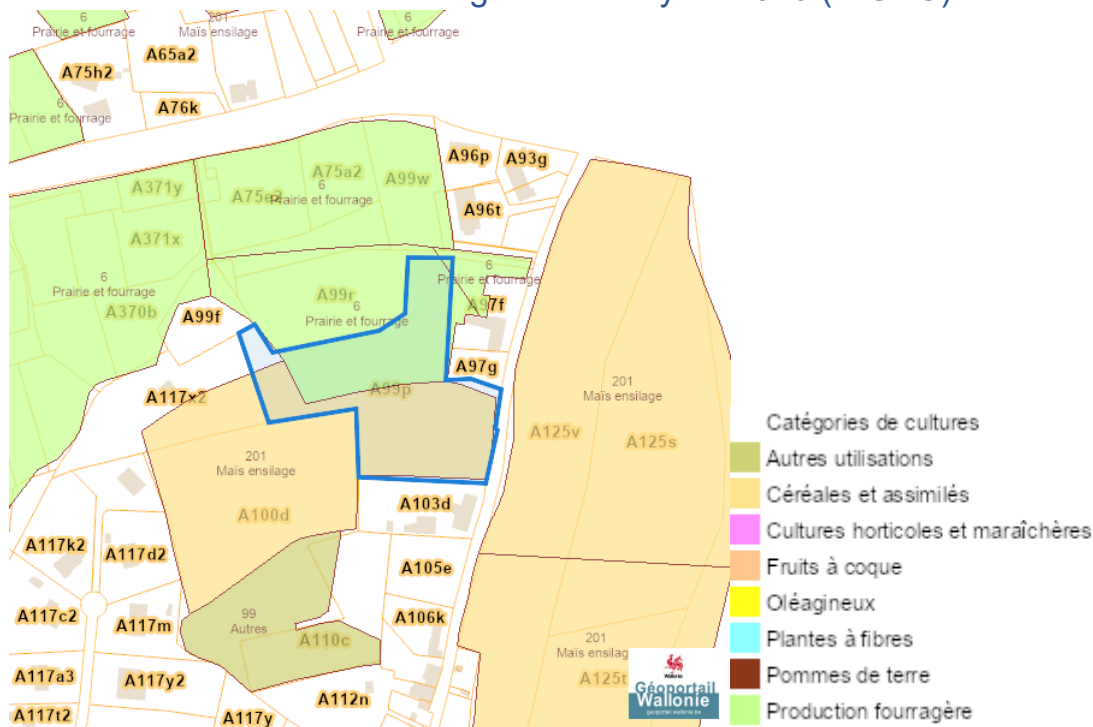 6
Prairie et fourrage
201
Maïs ensilage
6
Prairie et fourrage
A65a2
A75h2
A76k
6
Prairie et fourrage
A96p
A93g
A75a2
A99w
A371y
A75e2
6
Prairie et fourrage
A96t
A371x
6
Prairie et fourrage
6
Prairie et fourrage
A99r
A97f
A370b
A99f
6
Prairie et fourrage
A97g
A99p
201
Maïs ensilage
A117x2
A125v
A125s
Catégories de cultures
Autres utilisations
Céréales et assimilés
Cultures horticoles et maraîchères
Fruits à coque
Oléagineux
Plantes à fibres
Pommes de terre
Production fourragère
201
Maïs ensilage
A100d
A103d
A117k2
A117d2
A105e
A117c2
A117m
99
Autres
A106k
A110c
201
Maïs ensilag
A125t
A117a3
A117y2
A112n
A117t2
A117y
Wallonie
Géoportail
Wallonie
geoportail.wallonie.be